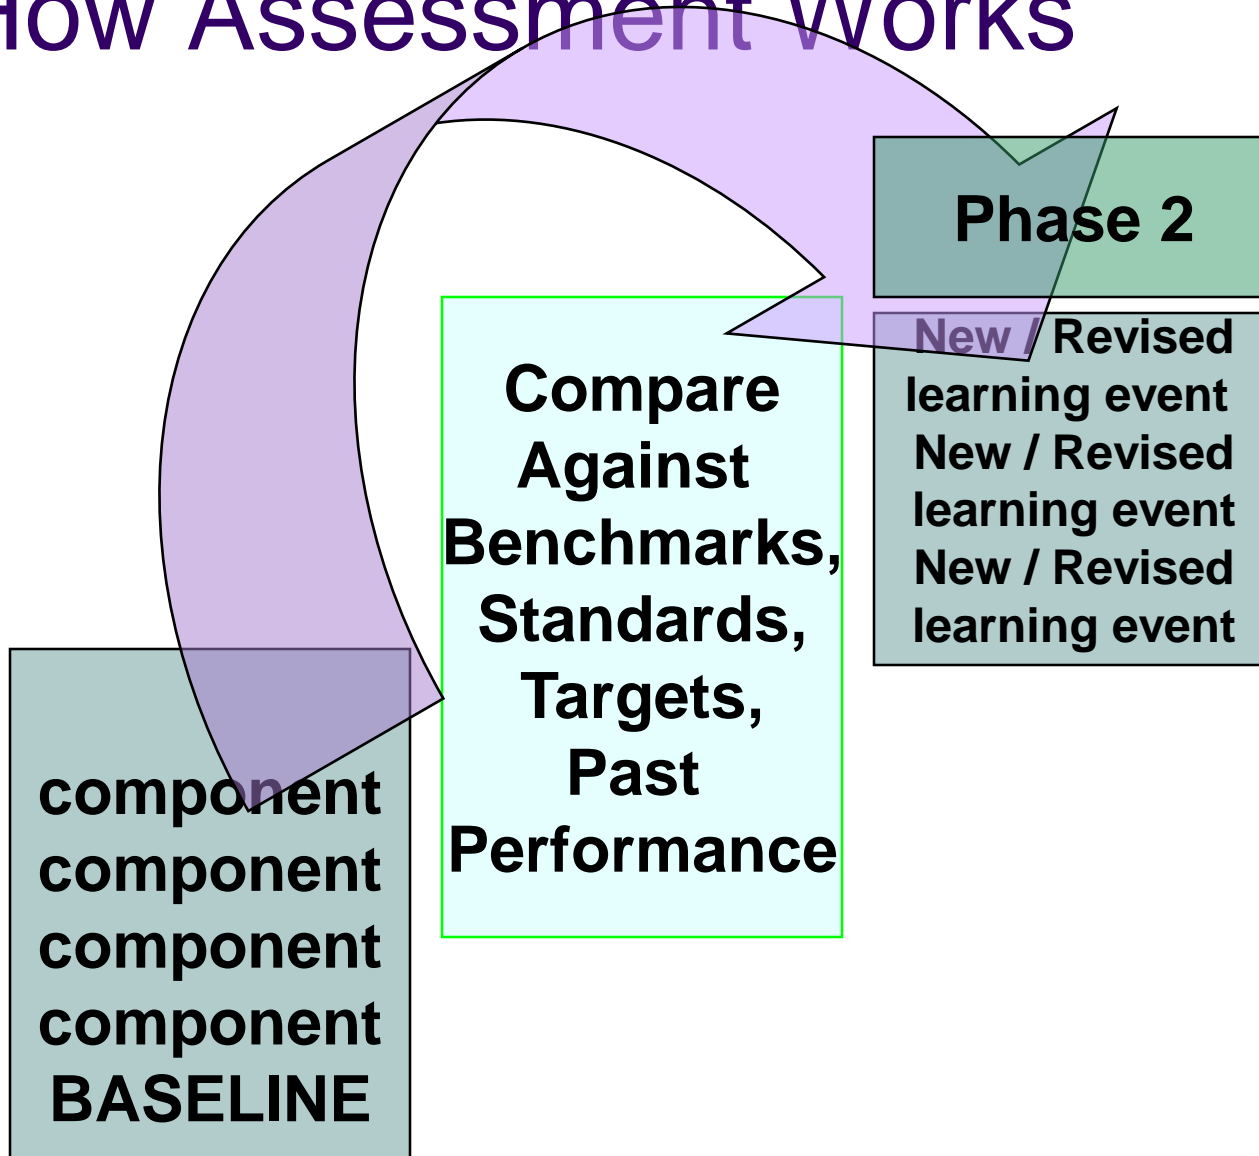 How Assessment Works
Phase 2
New / Revised
learning event
New / Revised
learning event
New / Revised
learning event
Compare
Against
Benchmarks,
Standards,
Targets,
Past
Performance
component
component
component
component
BASELINE